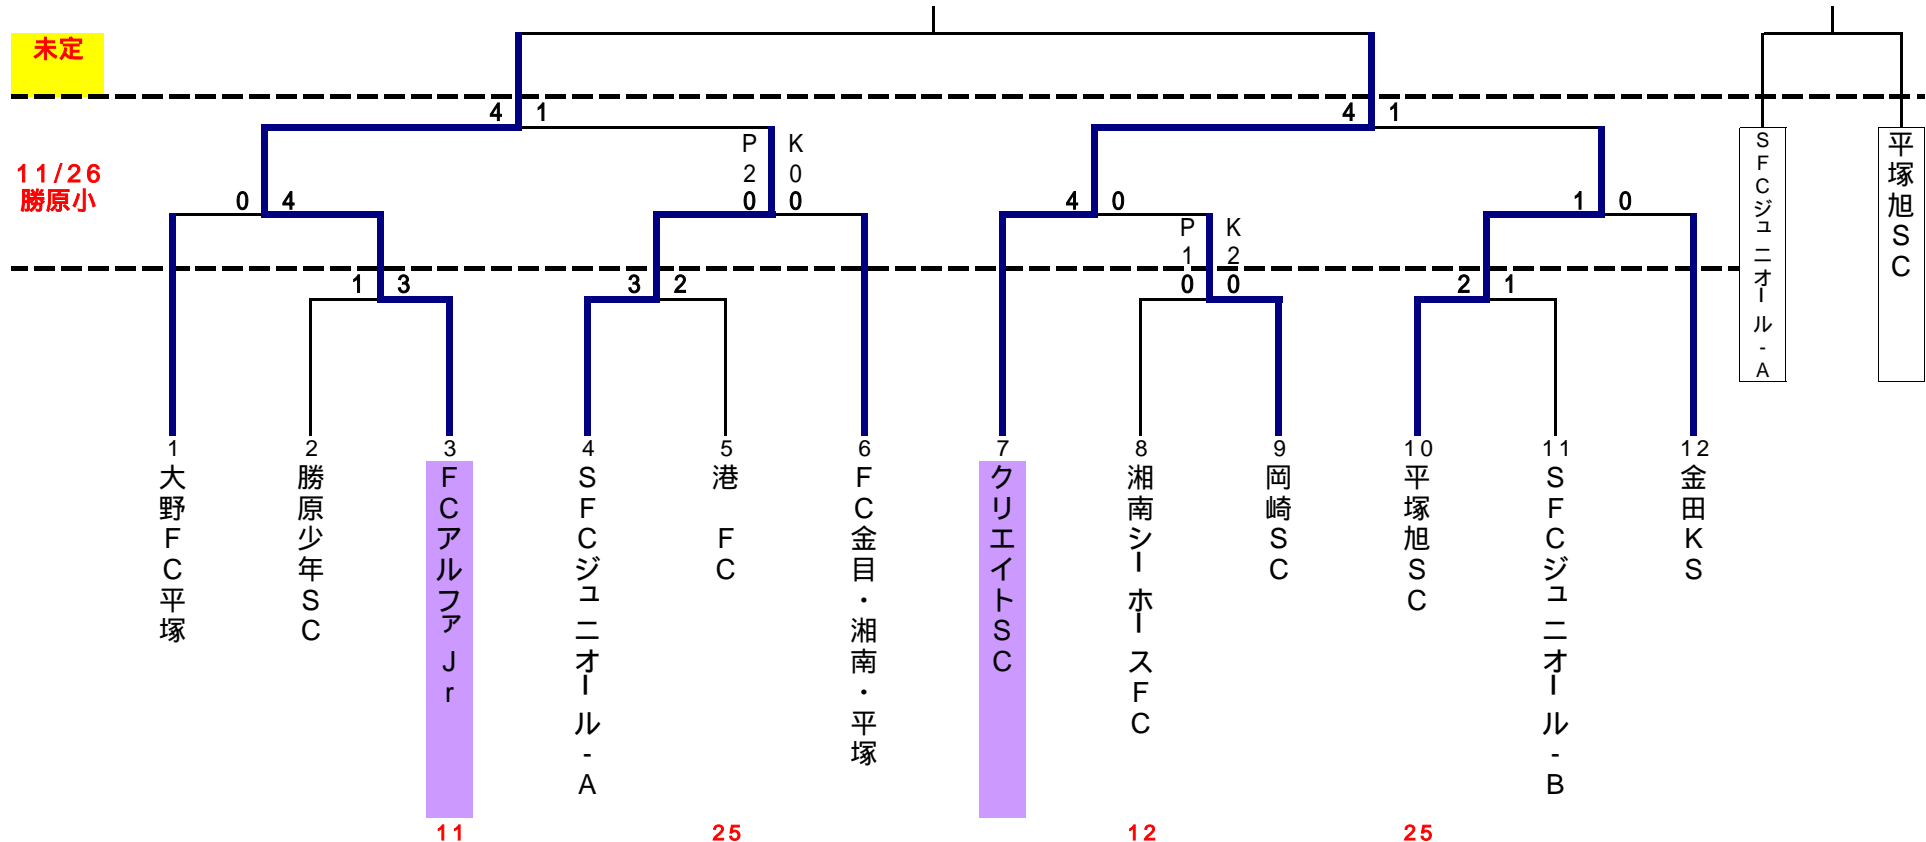 未定
4 1
4 1
11/26
勝原小
P K
2 0
0 4
0 0
4 0
1 0
P K
1 2
1 3
3 2
0 0
2 1
SFCジュニオール-A
平塚旭SC
1
2
3
4
5
6
7
8
9
10
11
12
大野FC平塚
勝原少年SC
FCアルファJr
SFCジュニオール-A
港 FC
FC金目・湘南・平塚
クリエイトSC
湘南シーホースFC
岡崎SC
平塚旭SC
SFCジュニオール-B
金田KS
11
25
12
25